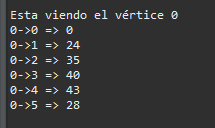 Esta viendo el vértice 0
0->0 => 0
0->1 => 24
0->2 => 35
0->3 => 40
0->4 => 43
0->5 => 28